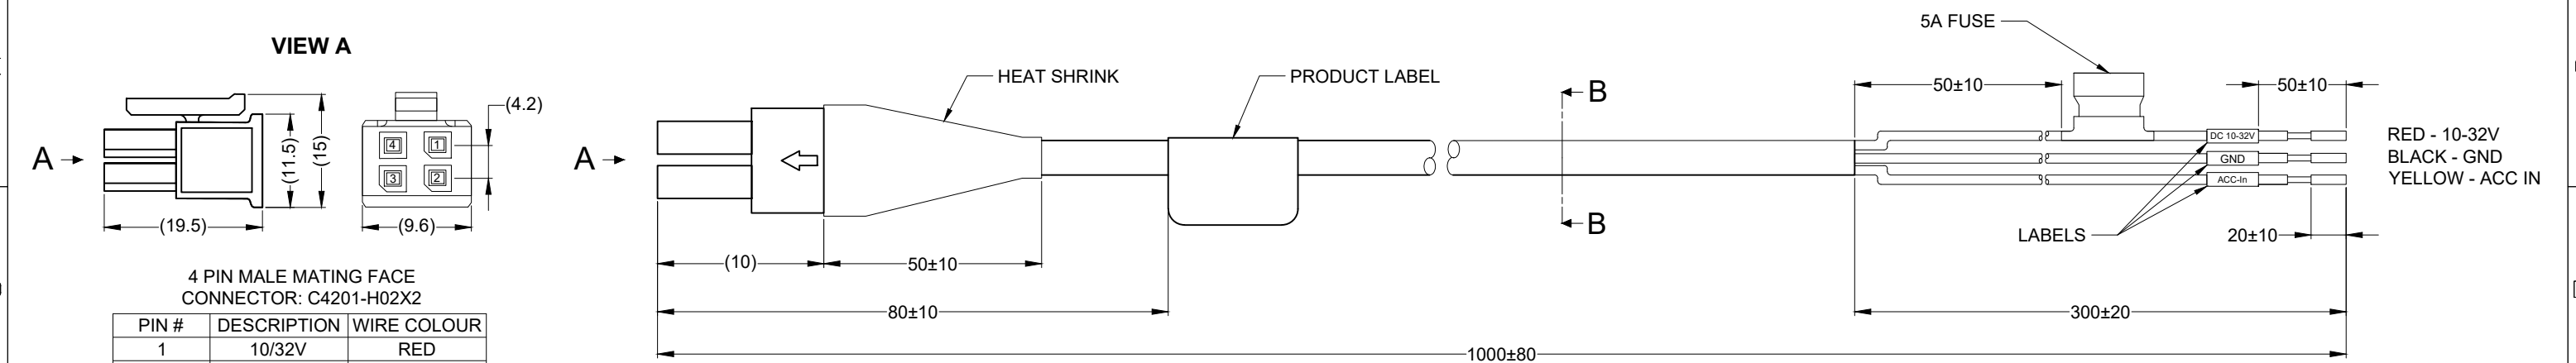 VIEW A
A
(4.2)
(11.5)
(15)
4
1
3
2
(19.5)
(9.6)
4 PIN MALE MATING FACE
CONNECTOR: C4201-H02X2
PIN # DESCRIPTION WIRE COLOUR
1 10/32V RED
A
HEAT SHRINK
PRODUCT LABEL
B
B
(10)
50±10
80±10
1000±80
5A FUSE
50±10
50±10
DC 10-32V
GND
ACC-In
RED - 10-32V
BLACK - GND
YELLOW - ACC IN
LABELS
20±10
300±20